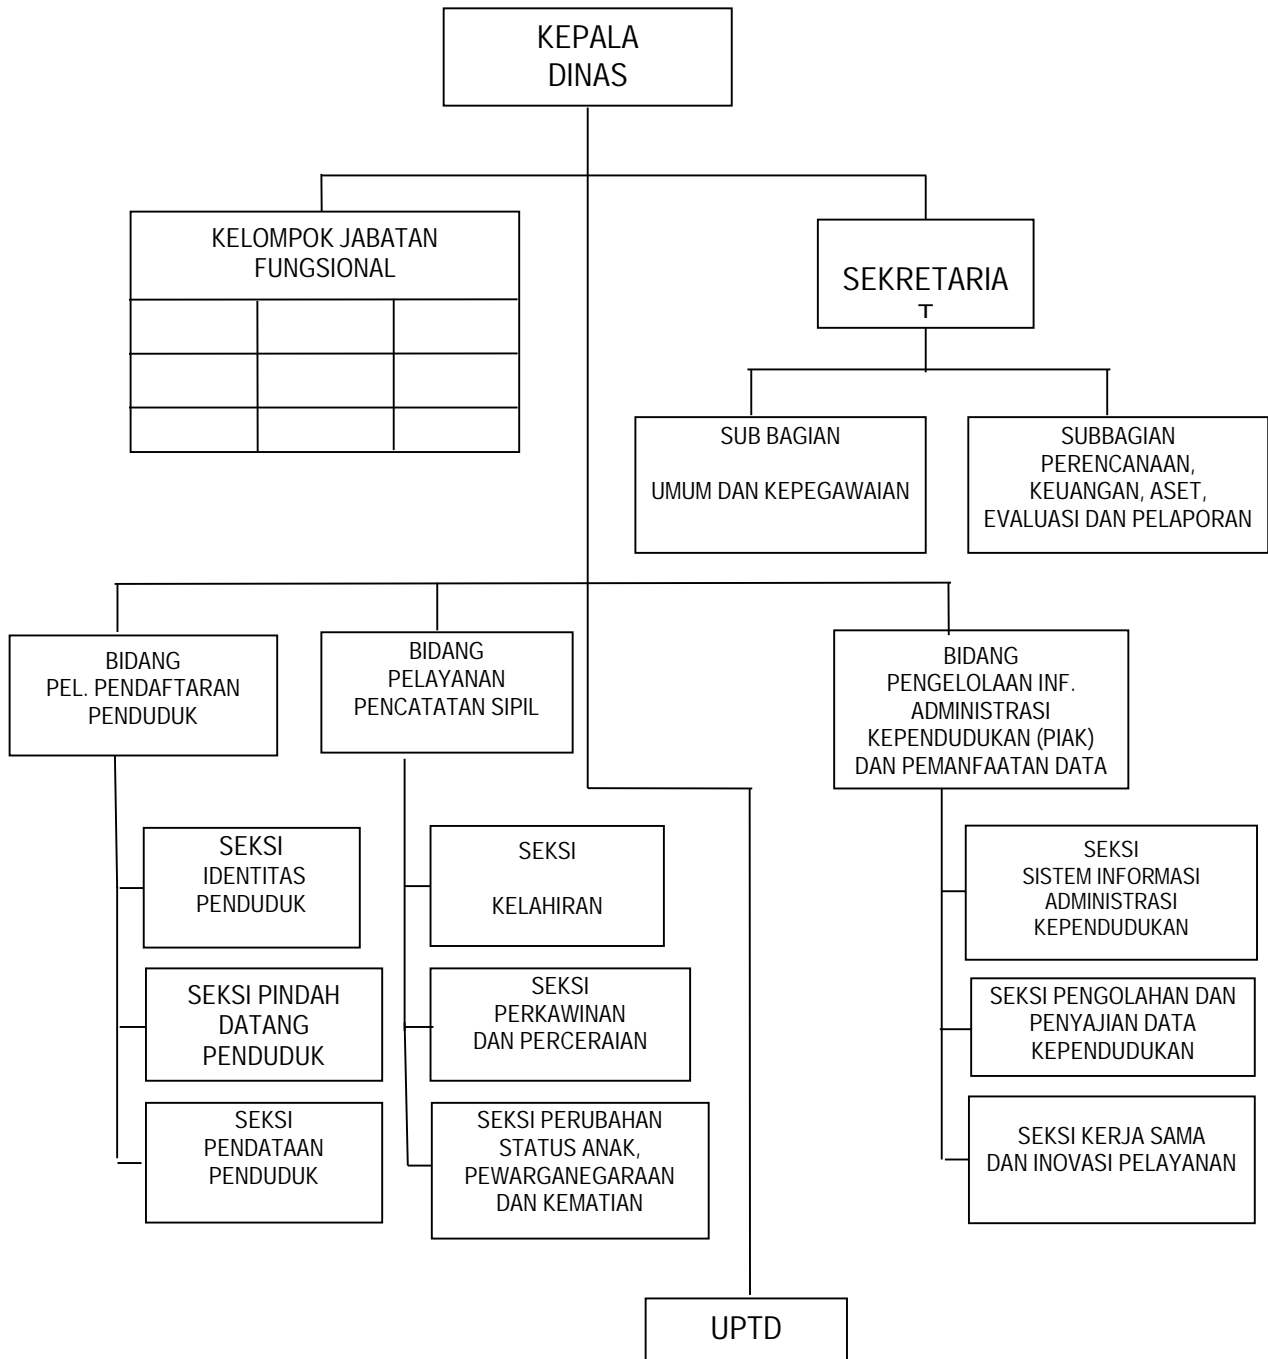 KEPALA
DINAS
KELOMPOK JABATAN
FUNGSIONAL
SEKRETARIA
T
SUB BAGIAN
UMUM DAN KEPEGAWAIAN
SUBBAGIAN
PERENCANAAN,
KEUANGAN, ASET,
EVALUASI DAN PELAPORAN
BIDANG
PEL. PENDAFTARAN
PENDUDUK
BIDANG
PELAYANAN
PENCATATAN SIPIL
BIDANG
PENGELOLAAN INF.
ADMINISTRASI
KEPENDUDUKAN (PIAK)
DAN PEMANFAATAN DATA
SEKSI
IDENTITAS
PENDUDUK
SEKSI
KELAHIRAN
SEKSI
SISTEM INFORMASI
ADMINISTRASI
KEPENDUDUKAN
SEKSI PINDAH
DATANG
PENDUDUK
SEKSI
PERKAWINAN
DAN PERCERAIAN
SEKSI PENGOLAHAN DAN
PENYAJIAN DATA
KEPENDUDUKAN
SEKSI
PENDATAAN
PENDUDUK
SEKSI PERUBAHAN
STATUS ANAK,
PEWARGANEGARAAN
DAN KEMATIAN
SEKSI KERJA SAMA
DAN INOVASI PELAYANAN
UPTD